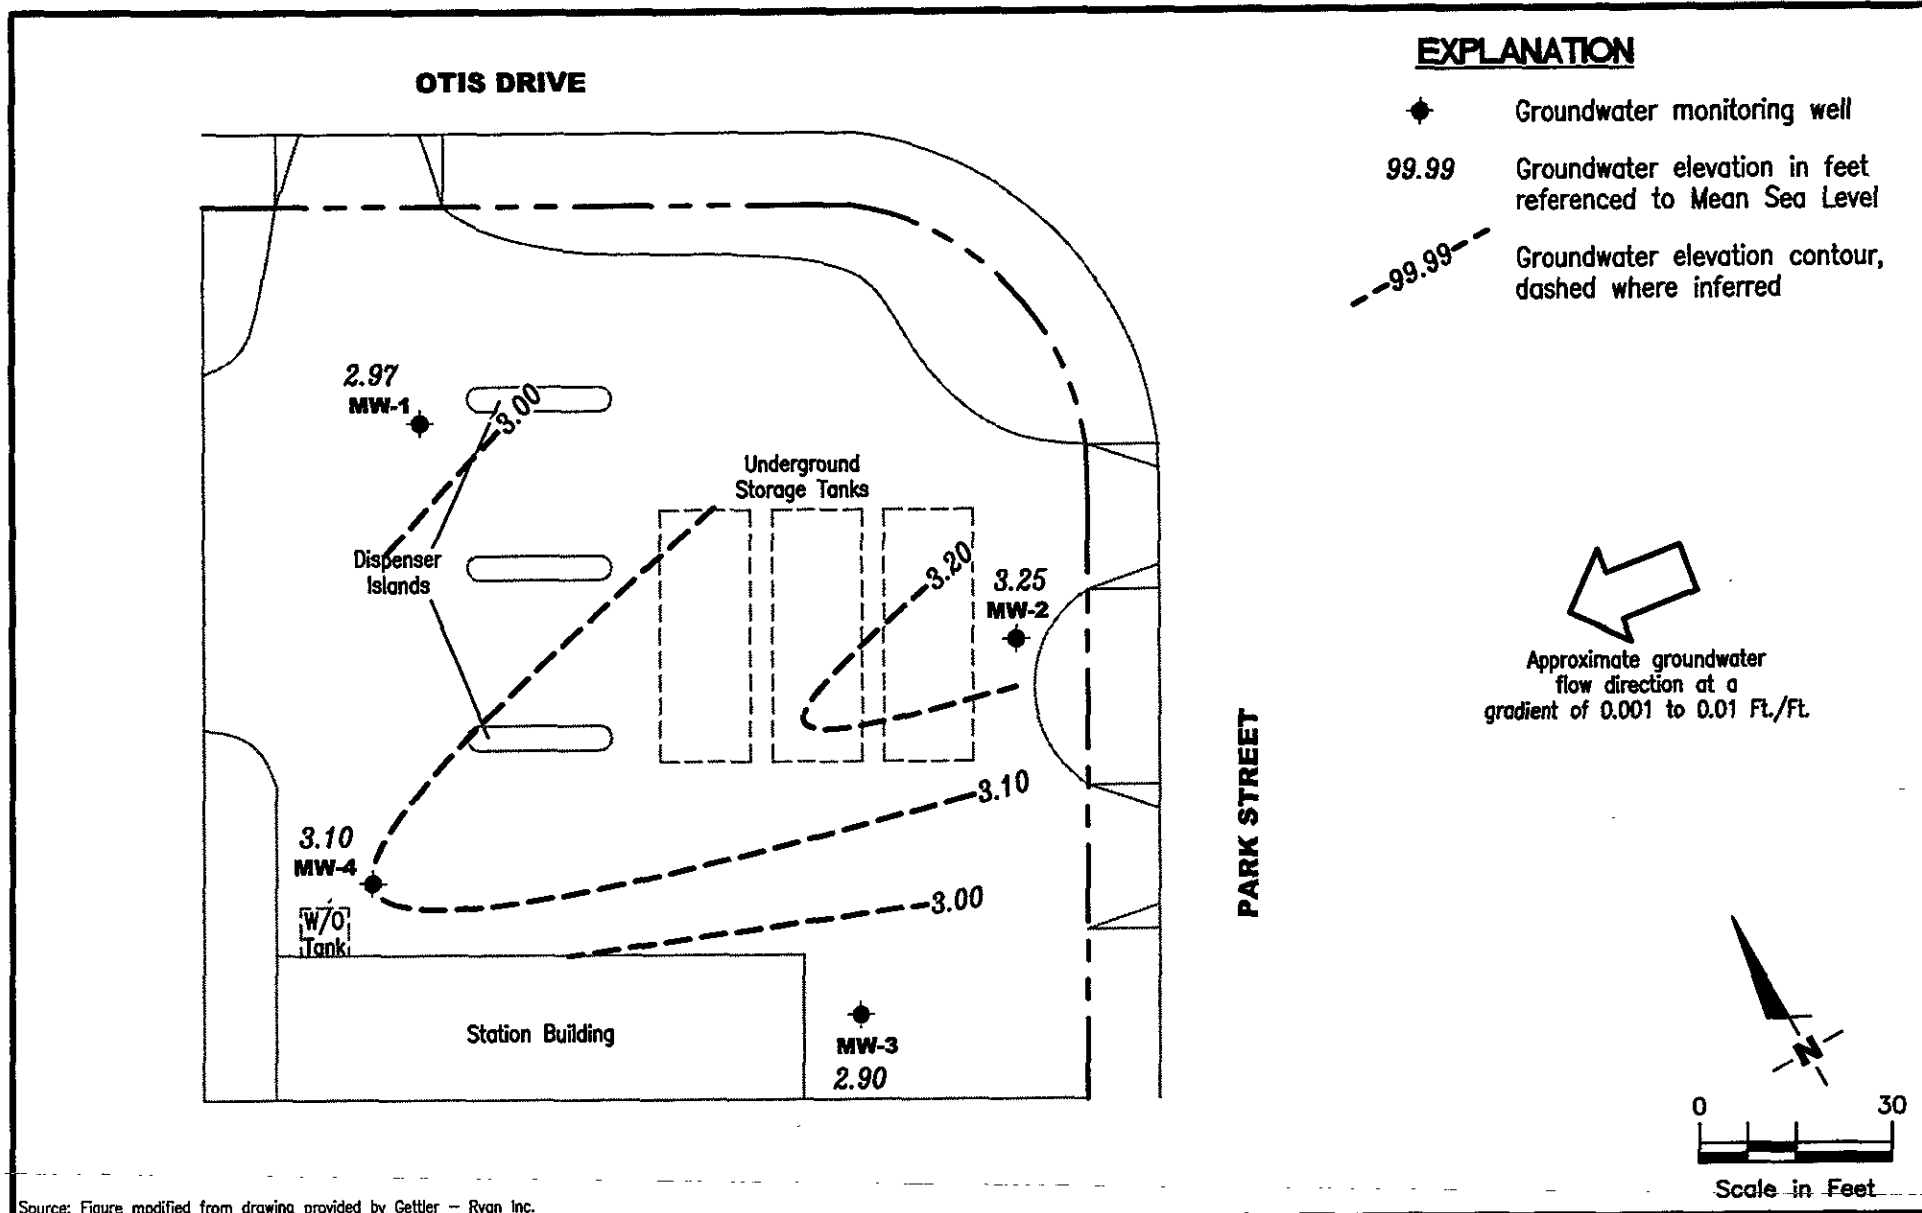 EXPLANATION
OTIS DRIVE
Groundwater monitoring well
99.99
Groundwater elevation in feet
referenced to Mean Sea Level
99.99
Groundwater elevation contour,
dashed where inferred
2.97
MW-1
3.00
Underground
Storage Tanks
Dispenser
Islands
3.20
3.25
MW-2
Approximate groundwater
flow direction at a
gradient of 0.001 to 0.01 Ft./Ft.
PARK STREET
3.10
3.10
MW-4
3.00
W/O
Tank
Station Building
MW-3
2.90
N
0 30
Scale in Feet
Source: Figure modified from drawing provided by Gettler – Ryan Inc.